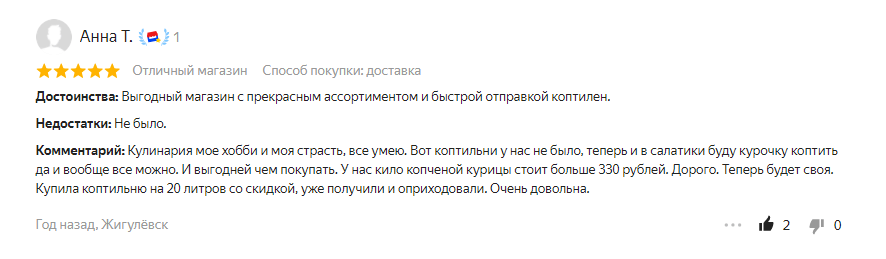 Анна Т. 1
Отличный магазин Способ покупки: доставка
Достоинства: Выгодный магазин с прекрасным ассортиментом и быстрой отправкой коптилен.
Недостатки: Не было.
Комментарий: Кулинария мое хобби и моя страсть, все умею. Вот коптильни у нас не было, теперь и в салатики буду курочку коптить
да и вообще все можно. И выгодней чем покупать. У нас кило копченой курицы стоит больше 330 рублей. Дорого. Теперь будет своя.
Купила коптильню на 20 литров со скидкой, уже получили и оприходовали. Очень довольна.
Год назад, Жигулёвск 2 0